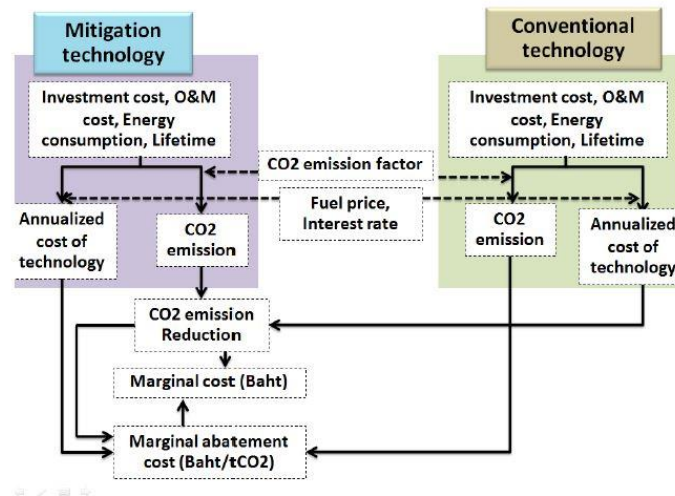 Mitigation
technology
Conventional
technology
Investment cost, O&M
cost, Energy
consumption, Lifetime
Investment cost, O&M
cost, Energy
consumption, Lifetime
CO2 emission factor
Fuel price,
Interest rate
Annualized
cost of
technology
CO2
emission
CO2
emission
Annualized
cost of
technology
CO2 emission
Reduction
Marginal cost (Baht)
Marginal abatement
cost (Baht/tCO2)